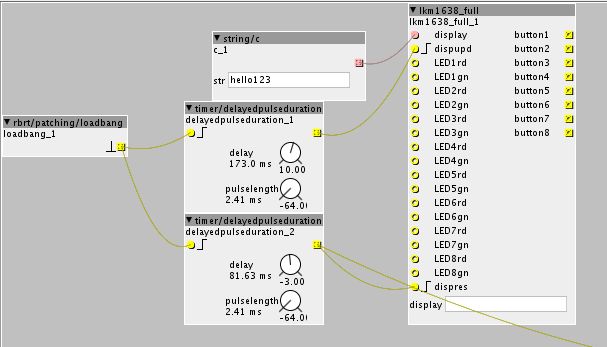 ▼ lkm1638_full
lkm1638_full_1
display button1
dispupd button2
LED1rd button3
LED1gn button4
LED2rd button5
LED2gn button6
LED3rd button7
LED3gn button8
LED4rd
LED4gn
LED5rd
LED5gn
LED6rd
LED6gn
LED7rd
LED7gn
LED8rd
LED8gn
dispres
display
▼ string/c
c_1
str hello123
▼ rbrt/patching/loadbang
loadbang_1
▼ timer/delayedpulseduration
delayedpulseduration_1
delay
173.0 ms 10.00
pulselength
2.41 ms -64.0
▼ timer/delayedpulseduration
delayedpulseduration_2
delay
81.63 ms -3.00
pulselength
2.41 ms -64.0